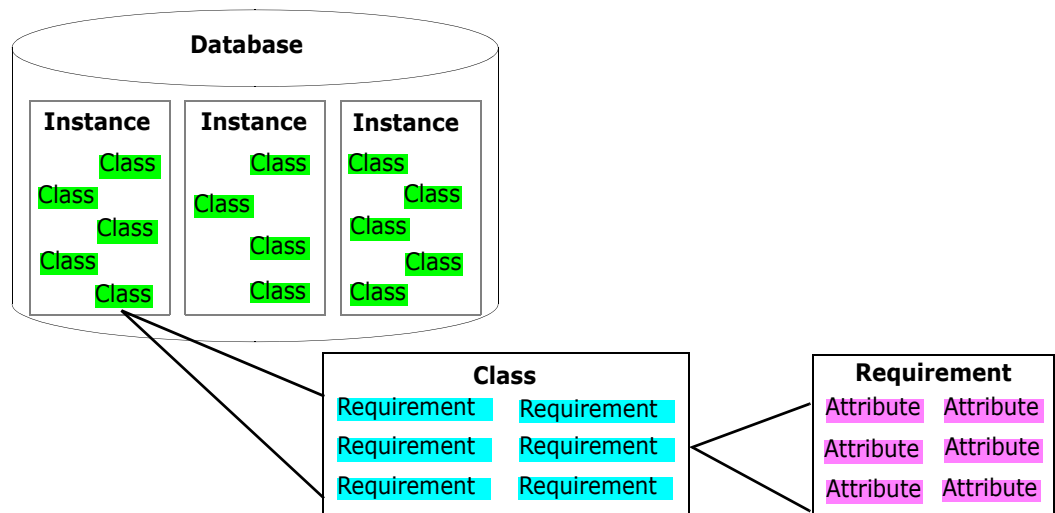 Database
Instance
Class
Class
Class
Class
Class
Instance
Class
Class
Class
Class
Instance
Class
Class
Class
Class
Class
Class
Requirement Requirement
Requirement Requirement
Requirement Requirement
Requirement
Attribute Attribute
Attribute Attribute
Attribute Attribute